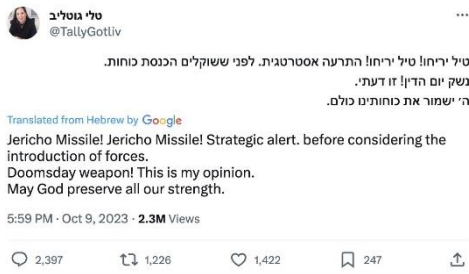 טלי גוטליב
@TallyGotliv
טיל יריחו! טיל יריחו! התרעה אסטרטגית. לפני ששוקלים הכנסת כוחות.
נשק יום הדין! זו דעתי.
ה׳ ישמור את כוחותינו כולם.
Translated from Hebrew by Google
Jericho Missile! Jericho Missile! Strategic alert. before considering the
introduction of forces.
Doomsday weapon! This is my opinion.
May God preserve all our strength.
5:59 PM · Oct 9, 2023 · 2.3M Views
2,397 1,226 1,422 247